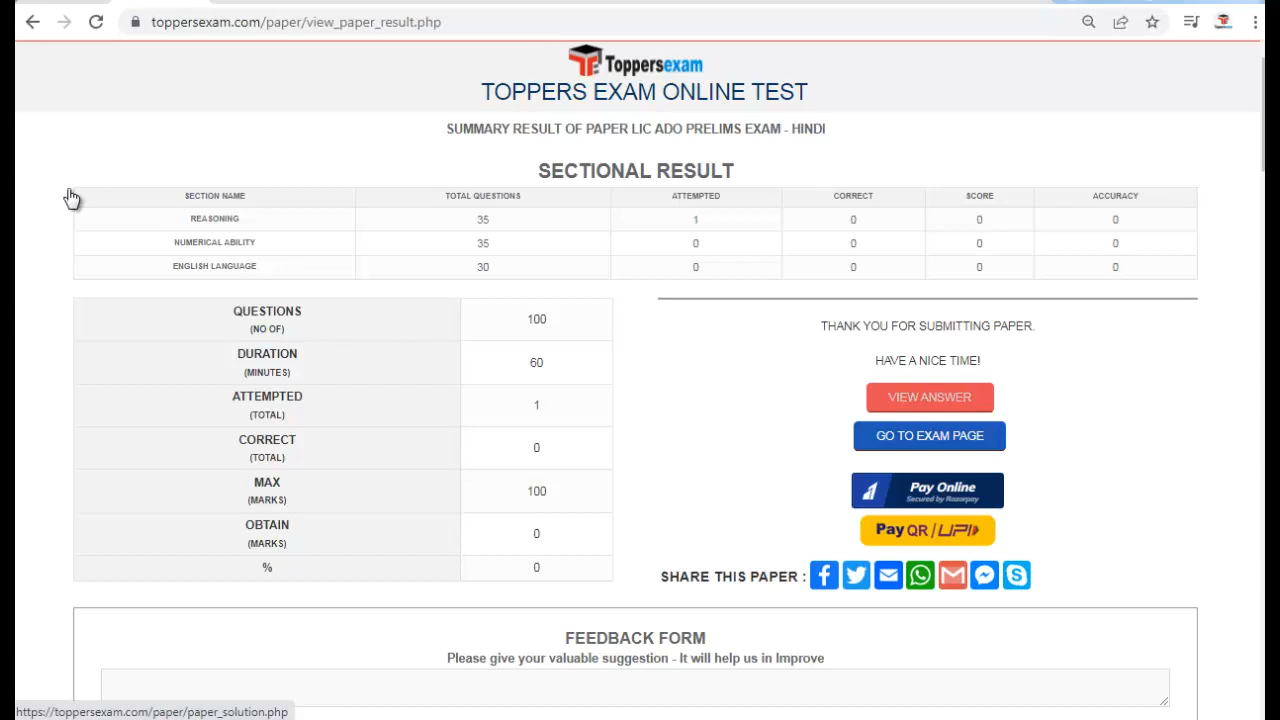 toppersexam.com/paper/view_paper_result.php
Toppersexam
TOPPERS EXAM ONLINE TEST
SUMMARY RESULT OF PAPER LIC ADO PRELIMS EXAM - HINDI
SECTIONAL RESULT
SECTION NAME TOTAL QUESTIONS ATTEMPTED CORRECT SCORE ACCURACY
REASONING 35 1 0 0 0
NUMERICAL ABILITY 35 0 0 0 0
ENGLISH LANGUAGE 30 0 0 0 0
QUESTIONS
(NO OF) 100
DURATION
(MINUTES) 60
ATTEMPTED
(TOTAL) 1
CORRECT
(TOTAL) 0
MAX
(MARKS) 100
OBTAIN
(MARKS) 0
% 0
THANK YOU FOR SUBMITTING PAPER.
HAVE A NICE TIME!
VIEW ANSWER
GO TO EXAM PAGE
Pay Online
Secured by Razorpay
Pay QR / UPI
SHARE THIS PAPER :
FEEDBACK FORM
Please give your valuable suggestion - It will help us in Improve
https://toppersexam.com/paper/paper_solution.php